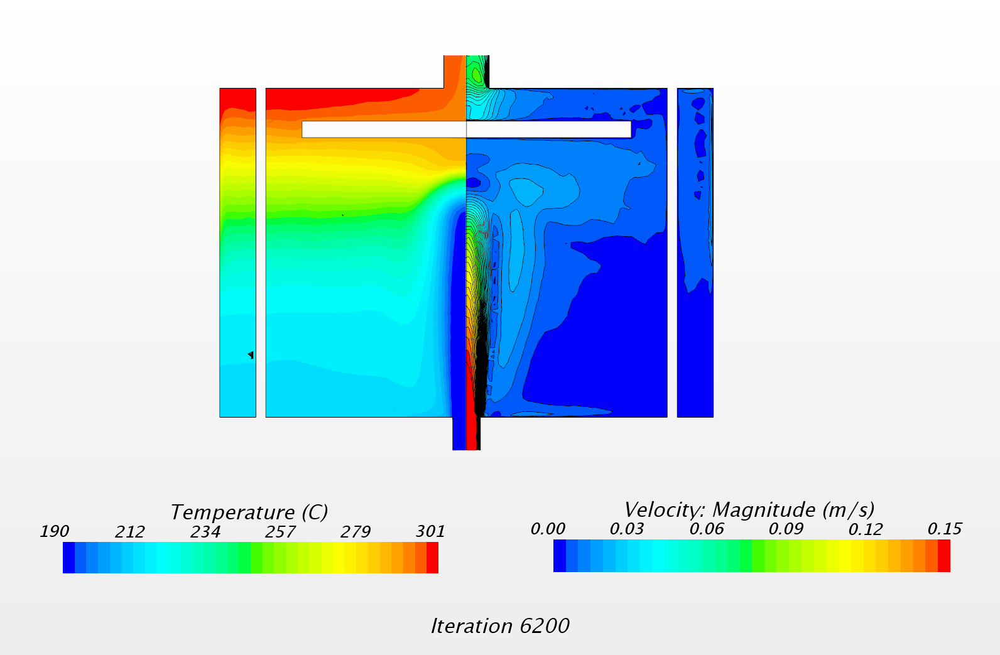 Temperature (C)
190 212 234 257 279 301
Velocity: Magnitude (m/s)
0.00 0.03 0.06 0.09 0.12 0.15
Iteration 6200